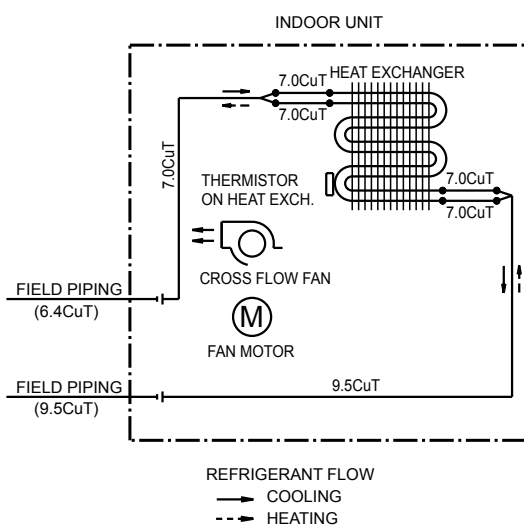 INDOOR UNIT
7.0CuT
HEAT EXCHANGER
7.0CuT
7.0CuT
THERMISTOR
ON HEAT EXCH.
7.0CuT
7.0CuT
CROSS FLOW FAN
FIELD PIPING
(6.4CuT)
M
FAN MOTOR
FIELD PIPING
(9.5CuT)
9.5CuT
REFRIGERANT FLOW
COOLING
HEATING